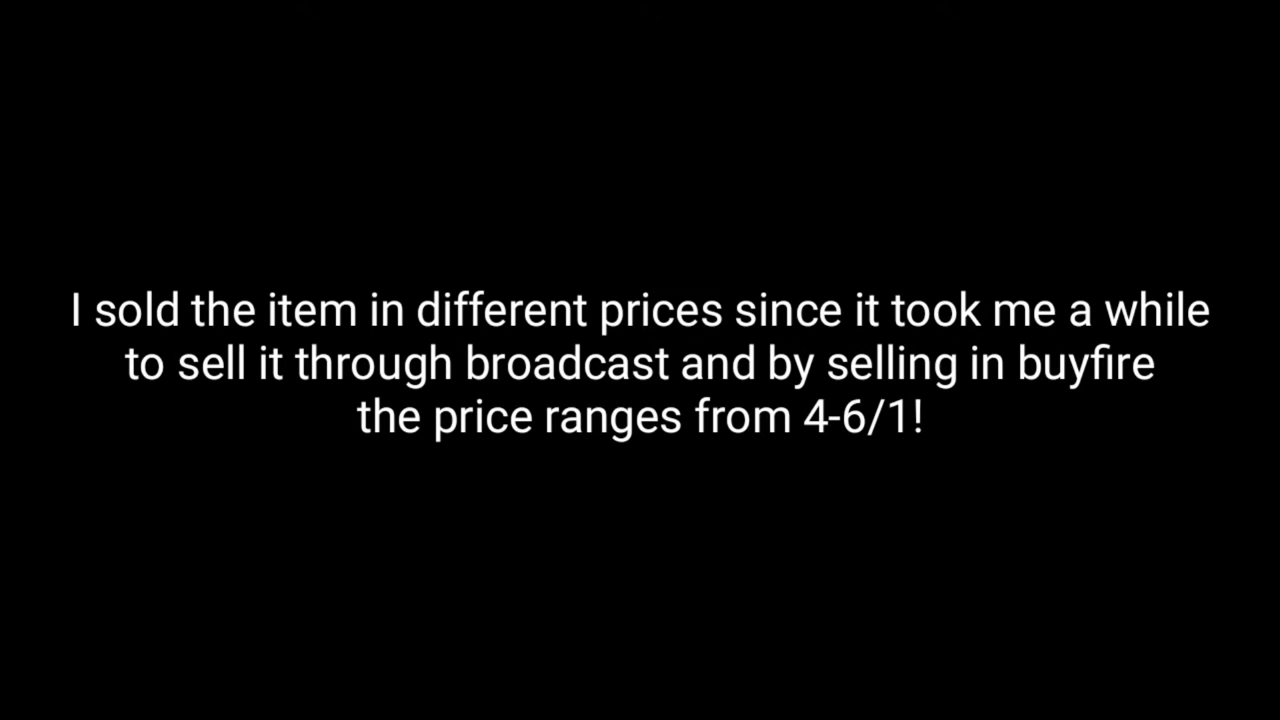 I sold the item in different prices since it took me a while
to sell it through broadcast and by selling in buyfire
the price ranges from 4-6/1!